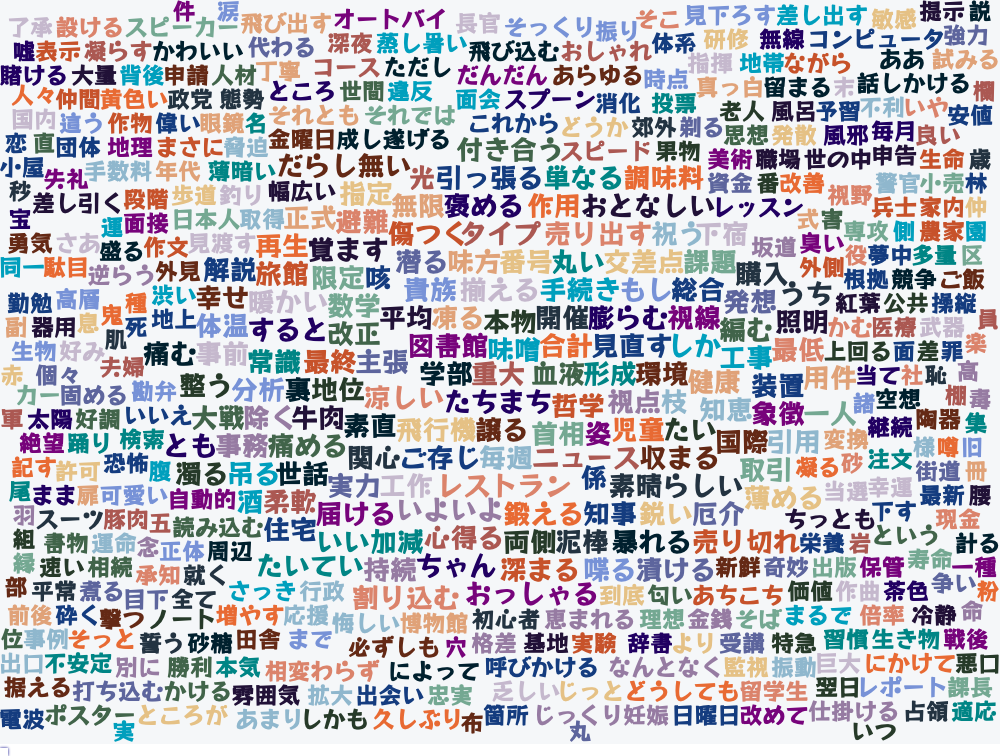 件 涙
了承 設ける スピーカー 飛び出す オートバイ 長官 そっくり 振り そこ 見下ろす 差し出す 敏感 提示 説
嘘 表示 凝らす かわいい 代わる 深夜 蒸し暑い 飛び込む おしゃれ 体系 研修 無線 コンピュータ 強力
賭ける 大量 背後 申請 人材 丁寧 コース ただし だんだん あらゆる 時点 指揮 地帯 ながら ああ 試みる
人々 仲間 黄色い 政党 態勢 ところ 世間 違反 面会 スプーン 消化 投票 真っ白 留まる 末 話しかける 欄
国内 違う 作物 偉い 眼鏡 名 それとも それでは これから どうか 郊外 剃る 老人 風呂 予習 不利 いや 安値
恋 直 団体 地理 まさに 脅迫 金曜日 成し遂げる 付き合う スピード 果物 思想 発散 風邪 毎月 良い
小屋 失礼 手数料 年代 薄暗い だらし無い 光 引っ張る 単なる 調味料 美術 職場 世の中 申告 生命 歳
秒 差し引く 段階 歩道 釣り 幅広い 指定 無限 褒める 作用 おとなしい レッスン 資金 番 改善 視野 警官 小売 林
宝 運 面接 日本人 取得 正式 避難 傷つく タイプ 売り出す 祝う 下宿 式 害 兵士 家内 仲
勇気 さあ 盛る 作文 見渡す 再生 覚ます 潜る 味方 番号 丸い 交差点 課題 坂道 臭い 専攻 側 農家 園
同一 駄目 逆らう 外見 解説 旅館 限定 咳 貴族 揃える 手続き もし 総合 購入 外側 役 夢中 多量 区
勤勉 高層 鬼 種 渋い 幸せ 暖かい 数学 平均 凍る 本物 開催 膨らむ 視線 発想 うち 根拠 競争 ご飯
副 器用 息 死 地上 体温 すると 改正 図書館 味噌 合計 見直す しか 編む 照明 紅葉 公共 操縦
生物 好み 肌 痛む 事前 常識 最終 主張 工事 最低 かむ 医療 武器 員
赤 個々 夫婦 整う 分析 裏 地位 涼しい 学部 重大 血液 形成 環境 健康 上回る 面 差 罪 楽
カー 固める 勘弁 たちまち 哲学 視点 枝 知恵 装置 用件 当て 社 恥 高
軍 太陽 好調 いいえ 大戦 除く 牛肉 素直 飛行機 譲る 首相 姿 児童 たい 象徴 一人 諸 空想 棚 毒
絶望 踊り 検索 とも 事務 痛める 関心 ご存じ 毎週 ニュース 収まる 国際 引用 変換 継続 陶器 集
記す 許可 恐怖 腹 濁る 吊る 世話 実力 工作 レストラン 係 素晴らしい 取引 凝る 砂 注文 様 噂 旧
尾 まま 扉 可愛い 自動的 酒 柔軟 届ける いよいよ 鍛える 知事 鋭い 厄介 薄める 当選 幸運 街道 冊
羽 スーツ 豚肉 五 読み込む 住宅 いい加減 心得る 両側 泥棒 暴れる 売り切れ ちっとも 下す 最新 腰
組 書物 運命 念 正体 周辺 たいてい 持続 ちゃん 深まる 喋る 漬ける 新鮮 栄養 岩 という 現金 計る
縁 速い 相続 承知 就く さっき 行政 割り込む おっしゃる 到底 匂い あちこち 奇妙 出版 保管 寿命 一種
部 平常 煮る 目下 全て 応援 悔しい 博物館 初心者 恵まれる 理想 金銭 そば 価値 作曲 茶色 争い 粉
前後 砕く 撃つ ノート 増やす 必ずしも 穴 格差 基地 実験 辞書 より まるで 倍率 冷静 命
位 事例 そっと 誓う 砂糖 田舎 まで 受講 特急 習慣 生き物 戦後
出口 不安定 別に 勝利 本気 相変わらず によって 呼びかける なんとなく 監視 振動 巨大 にかけて 悪口
据える 打ち込む かける 雰囲気 拡大 出会い 忠実 乏しい じっと どうしても 留学生 翌日 レポート 課長
電波 ポスター ところが あまり しかも 久しぶり 布 箇所 じっくり 妊娠 日曜日 改めて 仕掛ける 占領 適応
実 丸 いつ